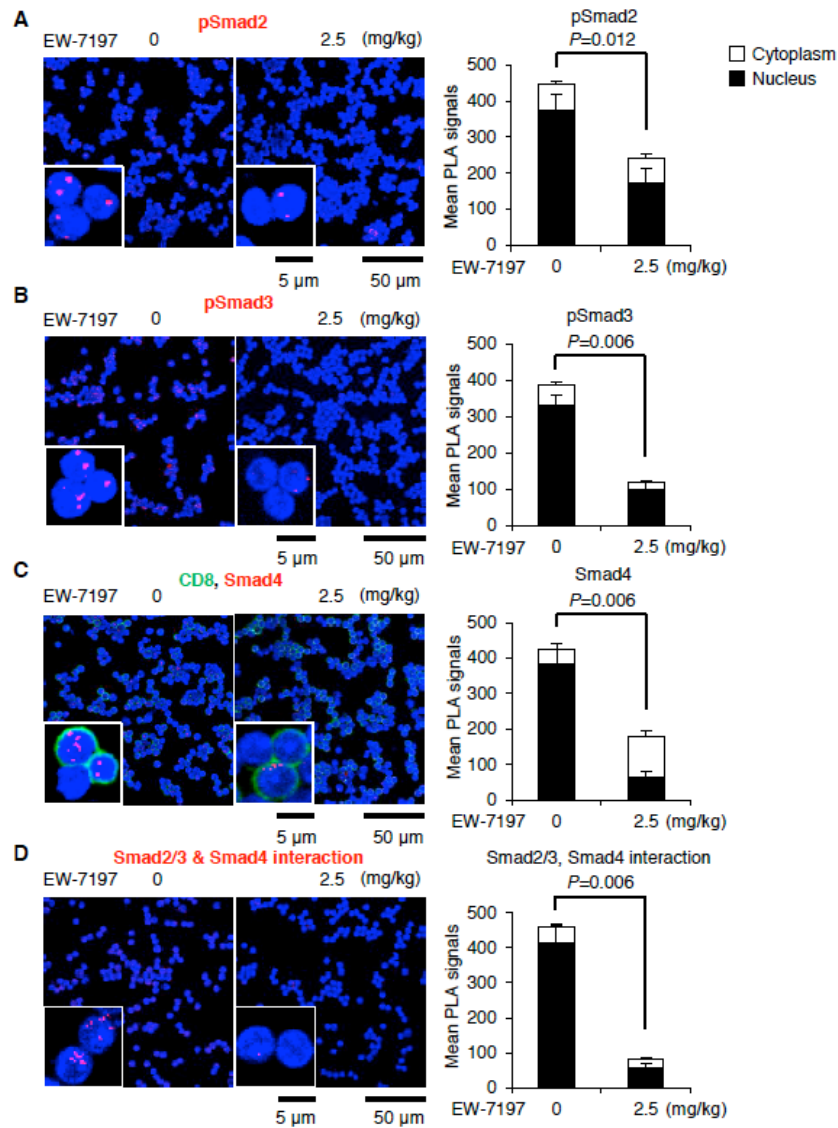 A
pSmad2
EW-7197 0 2.5 (mg/kg)
5 µm 50 µm
pSmad2
P=0.012
Cytoplasm
Nucleus
Mean PLA signals
500
400
300
200
100
0
EW-7197 0 2.5 (mg/kg)
B
pSmad3
EW-7197 0 2.5 (mg/kg)
5 µm 50 µm
pSmad3
P=0.006
Mean PLA signals
500
400
300
200
100
0
EW-7197 0 2.5 (mg/kg)
C
CD8, Smad4
EW-7197 0 2.5 (mg/kg)
5 µm 50 µm
Smad4
P=0.006
Mean PLA signals
500
400
300
200
100
0
EW-7197 0 2.5 (mg/kg)
D
Smad2/3 & Smad4 interaction
EW-7197 0 2.5 (mg/kg)
5 µm 50 µm
Smad2/3, Smad4 interaction
P=0.006
Mean PLA signals
500
400
300
200
100
0
EW-7197 0 2.5 (mg/kg)